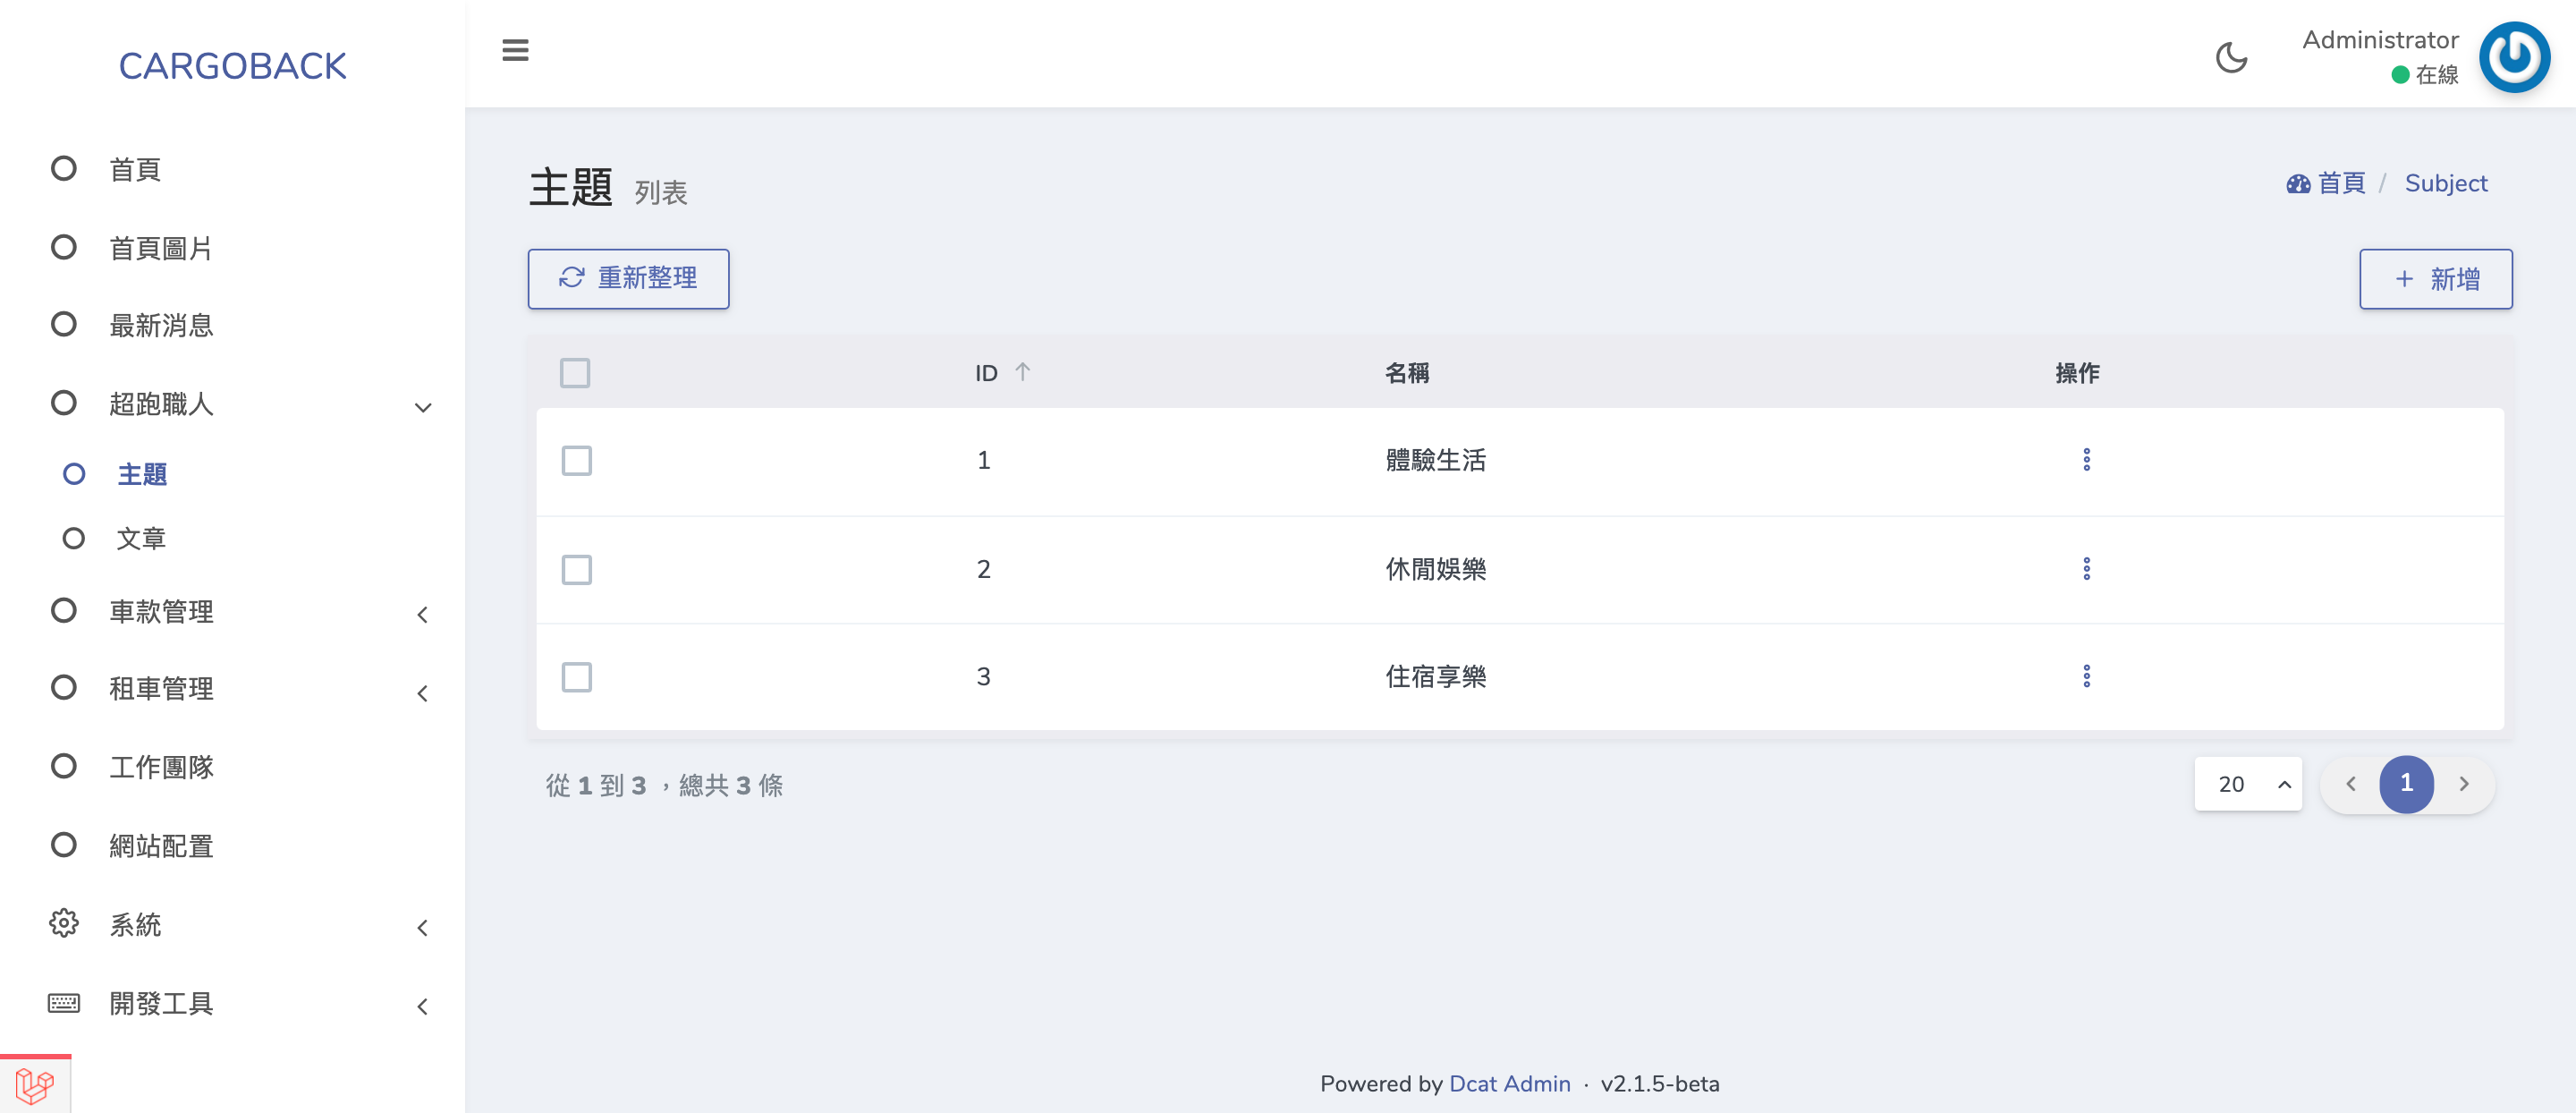 CARGOBACK
Administrator
在線
首頁
首頁圖片
最新消息
超跑職人
主題
文章
車款管理
租車管理
工作團隊
網站配置
系統
開發工具
主題 列表
首頁 / Subject
重新整理
新增
ID 名稱 操作
1 體驗生活
2 休閒娛樂
3 住宿享樂
從 1 到 3 ，總共 3 條
20
1
Powered by Dcat Admin · v2.1.5-beta